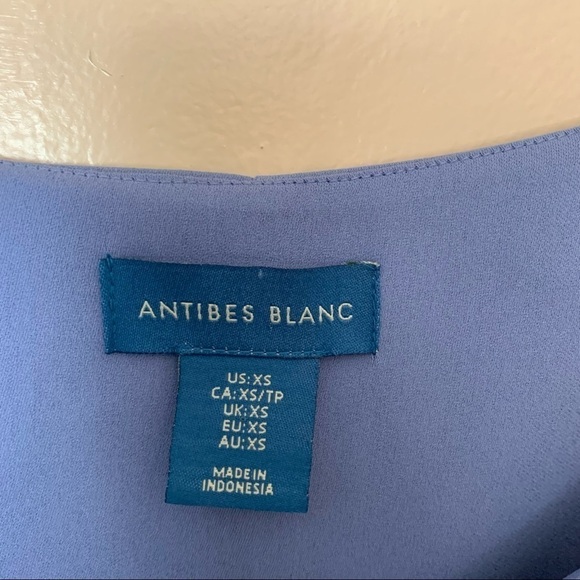 ANTIBES BLANC
US:XS
CA:XS/TP
UK:XS
EU:XS
AU:XS
MADE IN
INDONESIA